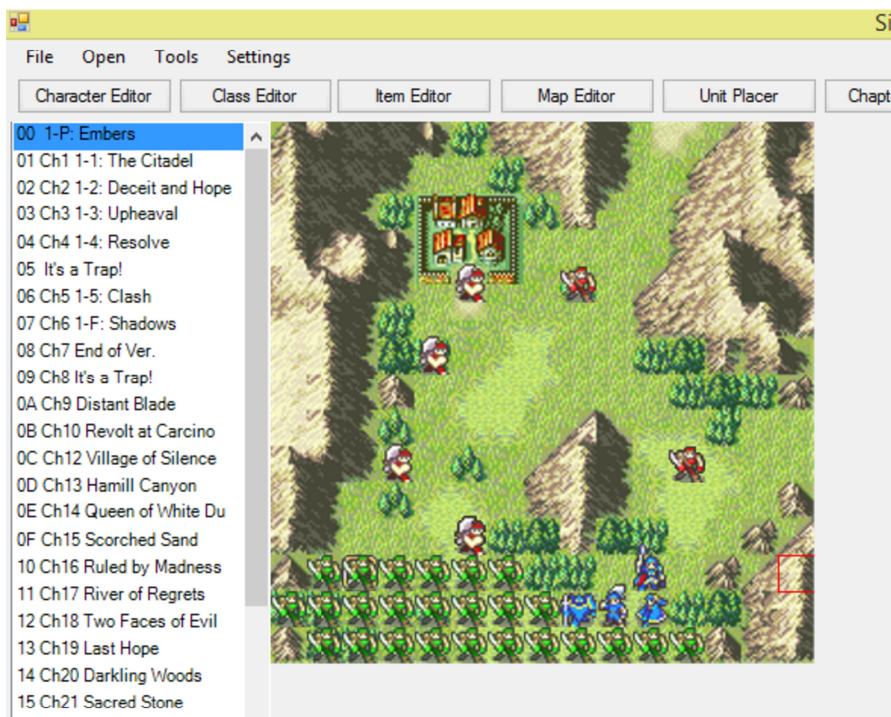 Si
File Open Tools Settings
Character Editor Class Editor Item Editor Map Editor Unit Placer Chapt
00 1-P: Embers
01 Ch1 1-1: The Citadel
02 Ch2 1-2: Deceit and Hope
03 Ch3 1-3: Upheaval
04 Ch4 1-4: Resolve
05 It's a Trap!
06 Ch5 1-5: Clash
07 Ch6 1-F: Shadows
08 Ch7 End of Ver.
09 Ch8 It's a Trap!
0A Ch9 Distant Blade
0B Ch10 Revolt at Carcino
0C Ch12 Village of Silence
0D Ch13 Hamill Canyon
0E Ch14 Queen of White Du
0F Ch15 Scorched Sand
10 Ch16 Ruled by Madness
11 Ch17 River of Regrets
12 Ch18 Two Faces of Evil
13 Ch19 Last Hope
14 Ch20 Darkling Woods
15 Ch21 Sacred Stone